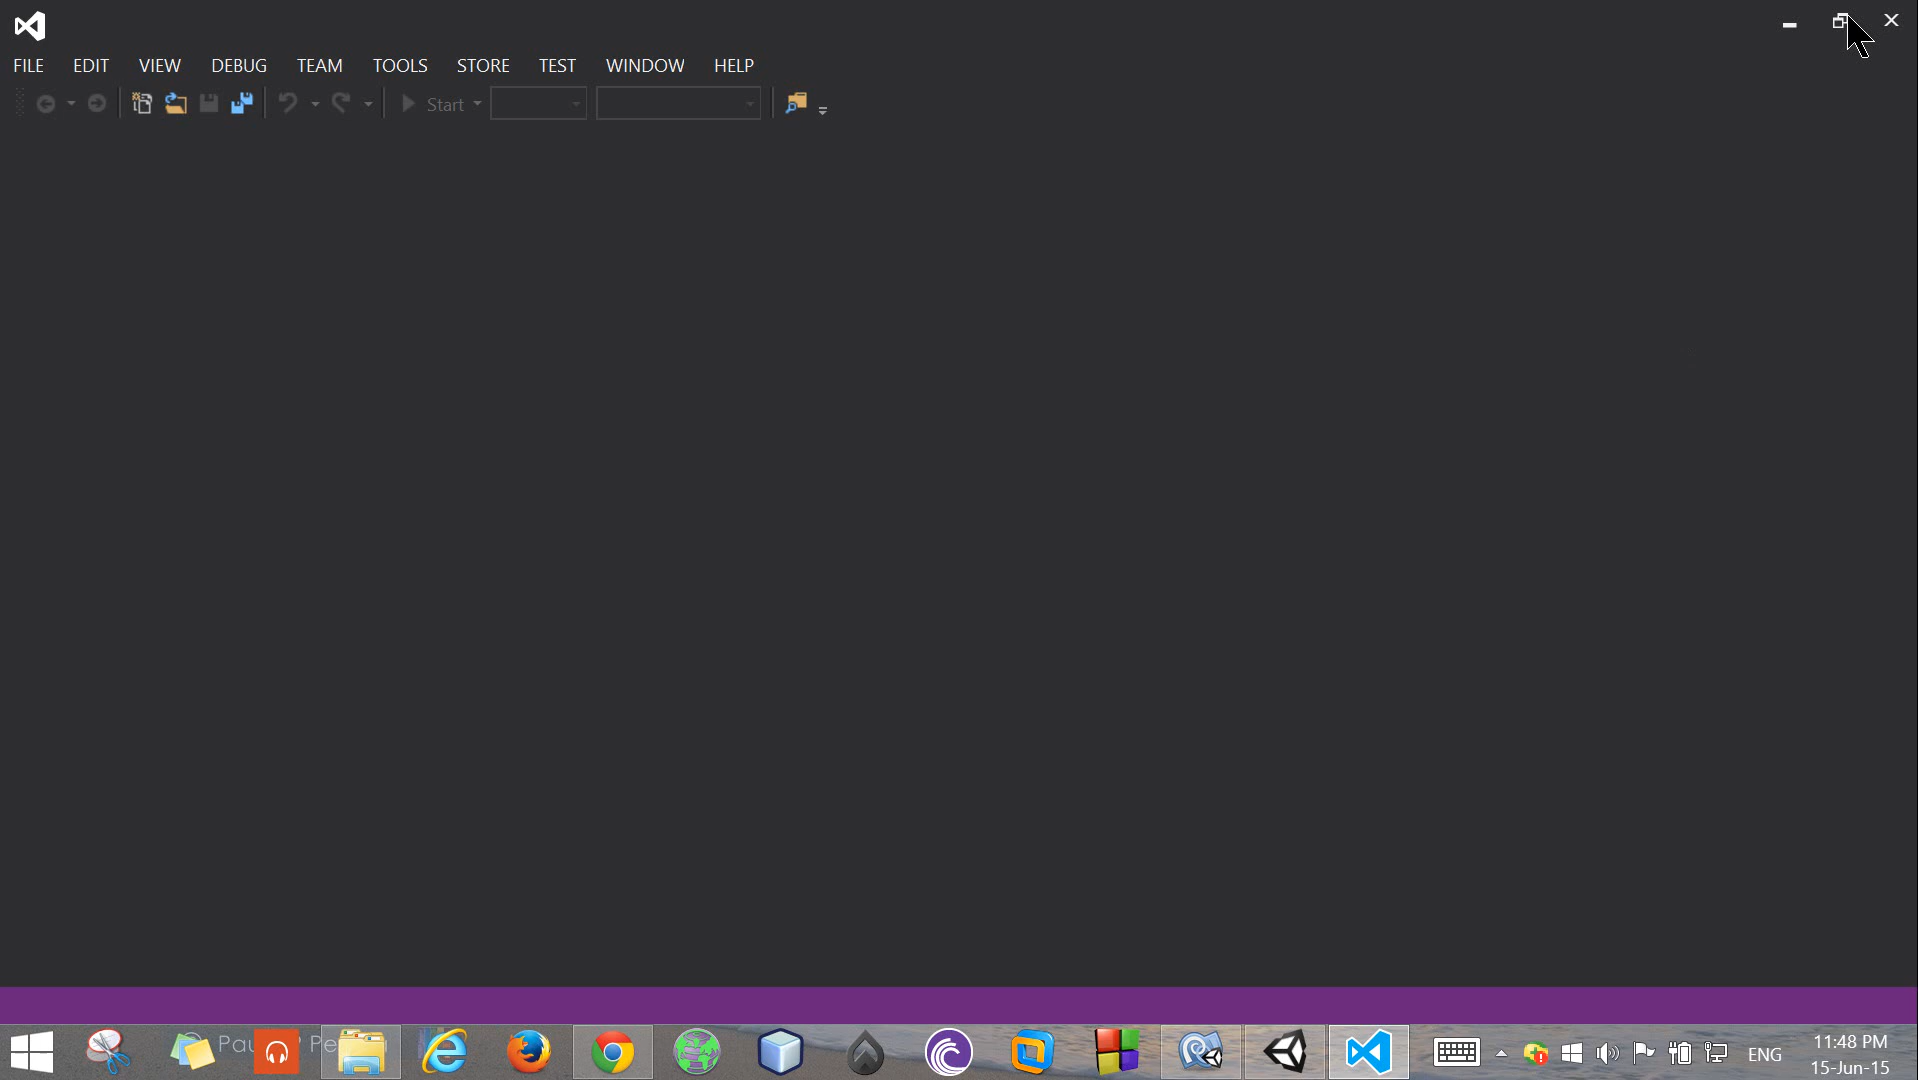 FILE EDIT VIEW DEBUG TEAM TOOLS STORE TEST WINDOW HELP
Start
ENG
11:48 PM
15-Jun-15